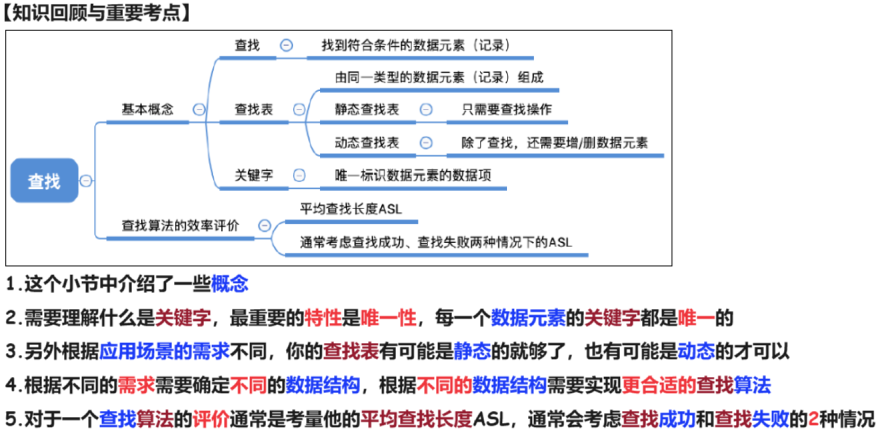 【知识回顾与重要考点】
查找
基本概念
查找
找到符合条件的数据元素（记录）
查找表
由同一类型的数据元素（记录）组成
静态查找表
只需要查找操作
动态查找表
除了查找，还需要增/删数据元素
关键字
唯一标识数据元素的数据项
查找算法的效率评价
平均查找长度ASL
通常考虑查找成功、查找失败两种情况下的ASL
1.这个小节中介绍了一些概念
2.需要理解什么是关键字，最重要的特性是唯一性，每一个数据元素的关键字都是唯一的
3.另外根据应用场景的需求不同，你的查找表有可能是静态的就够了，也有可能是动态的才可以
4.根据不同的需求需要确定不同的数据结构，根据不同的数据结构需要实现更合适的查找算法
5.对于一个查找算法的评价通常是考量他的平均查找长度ASL，通常会考虑查找成功和查找失败的2种情况